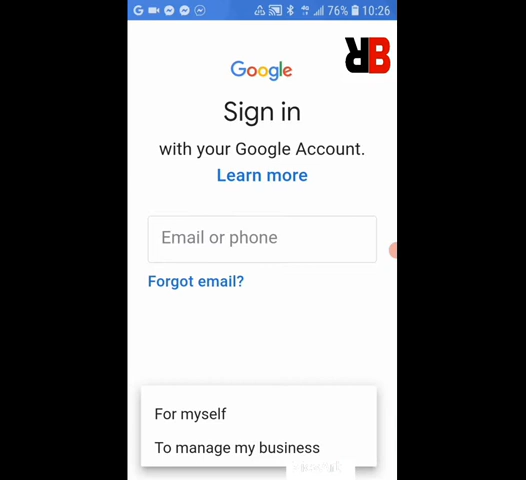 76% 10:26
RB
Google
Sign in
with your Google Account.
Learn more
Email or phone
Forgot email?
For myself
To manage my business